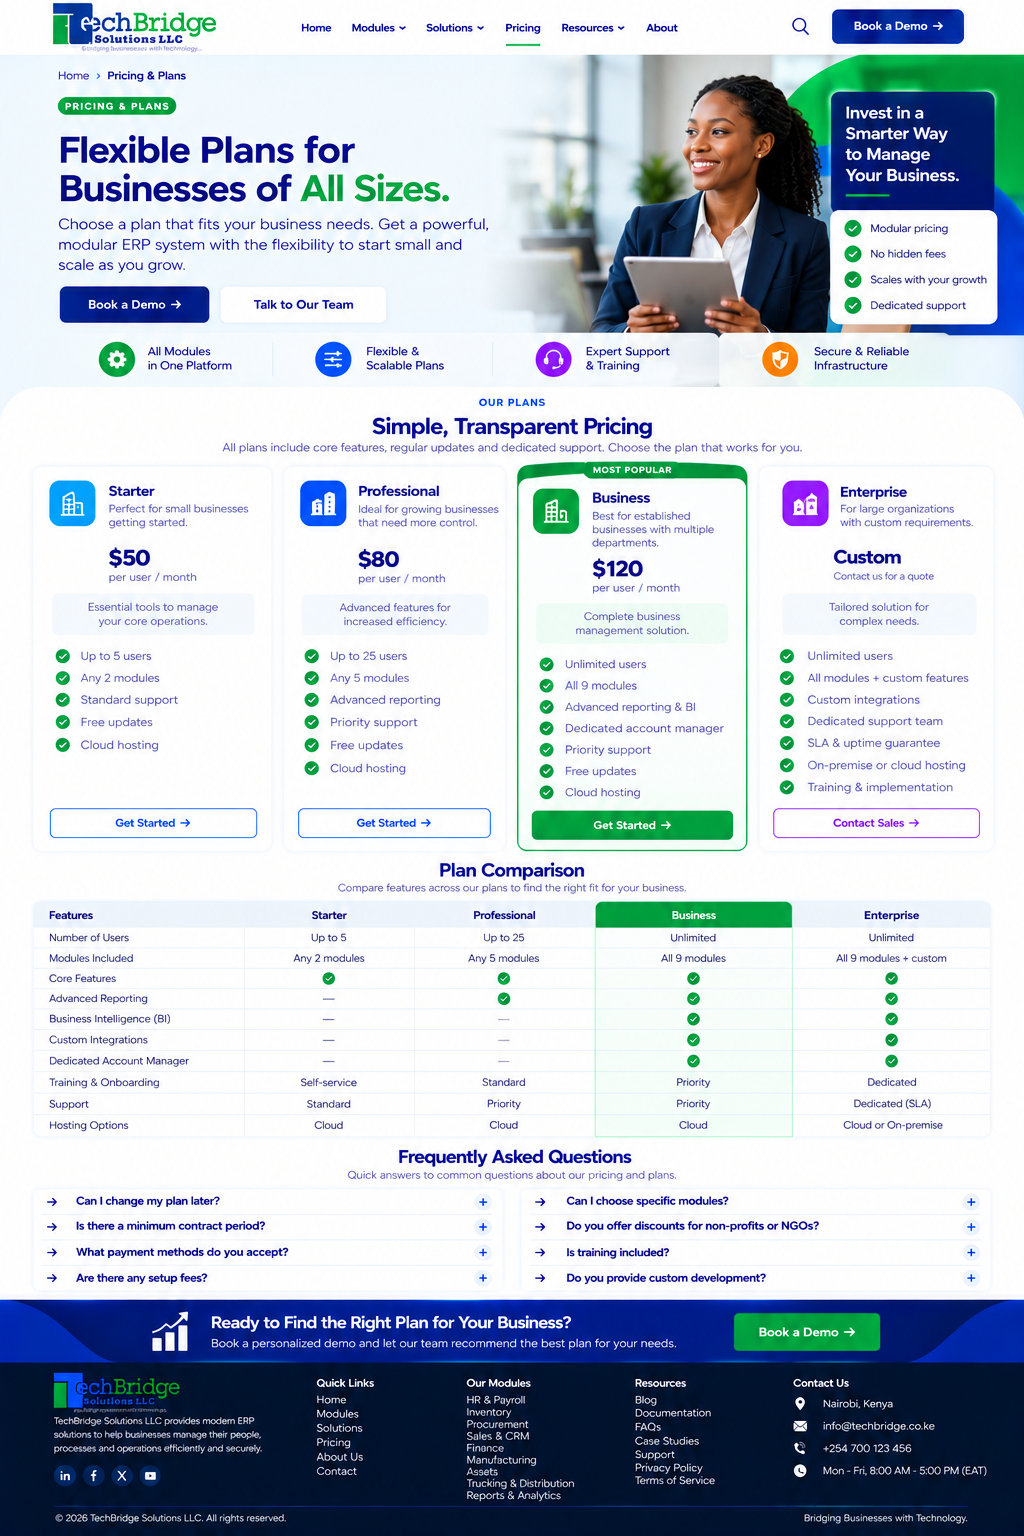 TechBridge
Solutions LLC
Bridging businesses with technology...
Home
Modules
Solutions
Pricing
Resources
About
Book a Demo →
Home › Pricing & Plans
PRICING & PLANS
Flexible Plans for
Businesses of All Sizes.
Choose a plan that fits your business needs. Get a powerful,
modular ERP system with the flexibility to start small and
scale as you grow.
Book a Demo →
Talk to Our Team
Invest in a
Smarter Way
to Manage
Your Business.
Modular pricing
No hidden fees
Scales with your growth
Dedicated support
All Modules
in One Platform
Flexible &
Scalable Plans
Expert Support
& Training
Secure & Reliable
Infrastructure
OUR PLANS
Simple, Transparent Pricing
All plans include core features, regular updates and dedicated support. Choose the plan that works for you.
Starter
Perfect for small businesses
getting started.
$50
per user / month
Essential tools to manage
your core operations.
Up to 5 users
Any 2 modules
Standard support
Free updates
Cloud hosting
Get Started →
Professional
Ideal for growing businesses
that need more control.
$80
per user / month
Advanced features for
increased efficiency.
Up to 25 users
Any 5 modules
Advanced reporting
Priority support
Free updates
Cloud hosting
Get Started →
MOST POPULAR
Business
Best for established
businesses with multiple
departments.
$120
per user / month
Complete business
management solution.
Unlimited users
All 9 modules
Advanced reporting & BI
Dedicated account manager
Priority support
Free updates
Cloud hosting
Get Started →
Enterprise
For large organizations
with custom requirements.
Custom
Contact us for a quote
Tailored solution for
complex needs.
Unlimited users
All modules + custom features
Custom integrations
Dedicated support team
SLA & uptime guarantee
On-premise or cloud hosting
Training & implementation
Contact Sales →
Plan Comparison
Compare features across our plans to find the right fit for your business.
Features Starter Professional Business Enterprise
Number of Users Up to 5 Up to 25 Unlimited Unlimited
Modules Included Any 2 modules Any 5 modules All 9 modules All 9 modules + custom
Core Features
Advanced Reporting —
Business Intelligence (BI) — —
Custom Integrations — —
Dedicated Account Manager — —
Training & Onboarding Self-service Standard Priority Dedicated
Support Standard Priority Priority Dedicated (SLA)
Hosting Options Cloud Cloud Cloud Cloud or On-premise
Frequently Asked Questions
Quick answers to common questions about our pricing and plans.
→ Can I change my plan later? +
→ Is there a minimum contract period? +
→ What payment methods do you accept? +
→ Are there any setup fees? +
→ Can I choose specific modules? +
→ Do you offer discounts for non-profits or NGOs? +
→ Is training included? +
→ Do you provide custom development? +
Ready to Find the Right Plan for Your Business?
Book a personalized demo and let our team recommend the best plan for your needs.
Book a Demo →
TechBridge
Solutions LLC
TechBridge Solutions LLC provides modern ERP
solutions to help businesses manage their people,
processes and operations efficiently and securely.
in f X
Quick Links
Home
Modules
Solutions
Pricing
About Us
Contact
Our Modules
HR & Payroll
Inventory
Procurement
Sales & CRM
Finance
Manufacturing
Assets
Trucking & Distribution
Reports & Analytics
Resources
Blog
Documentation
FAQs
Case Studies
Support
Privacy Policy
Terms of Service
Contact Us
Nairobi, Kenya
info@techbridge.co.ke
+254 700 123 456
Mon - Fri, 8:00 AM - 5:00 PM (EAT)
© 2026 TechBridge Solutions LLC. All rights reserved.
Bridging Businesses with Technology.